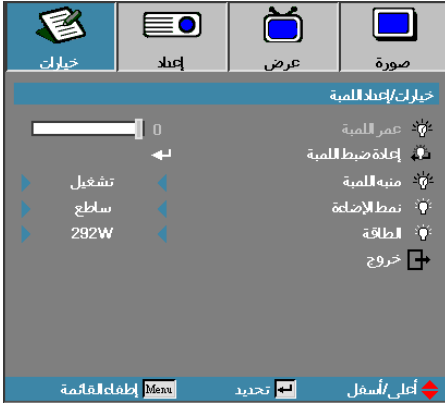 صورة
عرض
إعداد
خيارات
خيارات/إعداد اللمبة
عمر اللمبة 0
إعادة ضبط اللمبة
منبه اللمبة تشغيل
نمط الإضاءة ساطع
الطاقة 292W
خروج
أعلى/أسفل تحديد Menu إطفاء القائمة